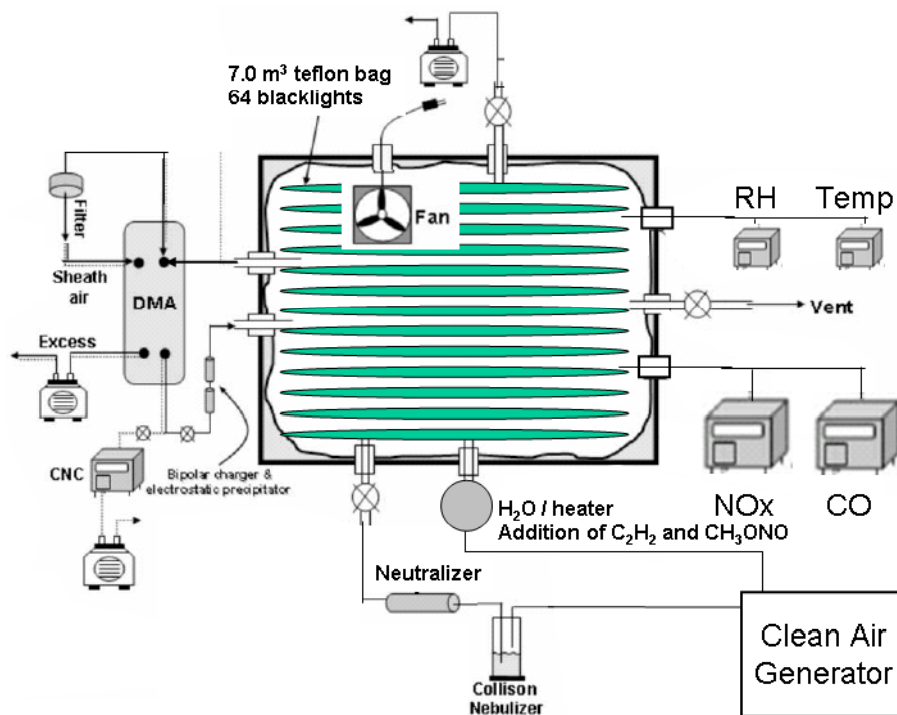 7.0 m³ teflon bag
64 blacklights
Fan
RH
Temp
Filter
Sheath
air
DMA
Vent
Excess
CNC
Bipolar charger &
electrostatic precipitator
NOx
CO
H₂O / heater
Addition of C₂H₂ and CH₃ONO
Neutralizer
Clean Air
Generator
Collison
Nebulizer